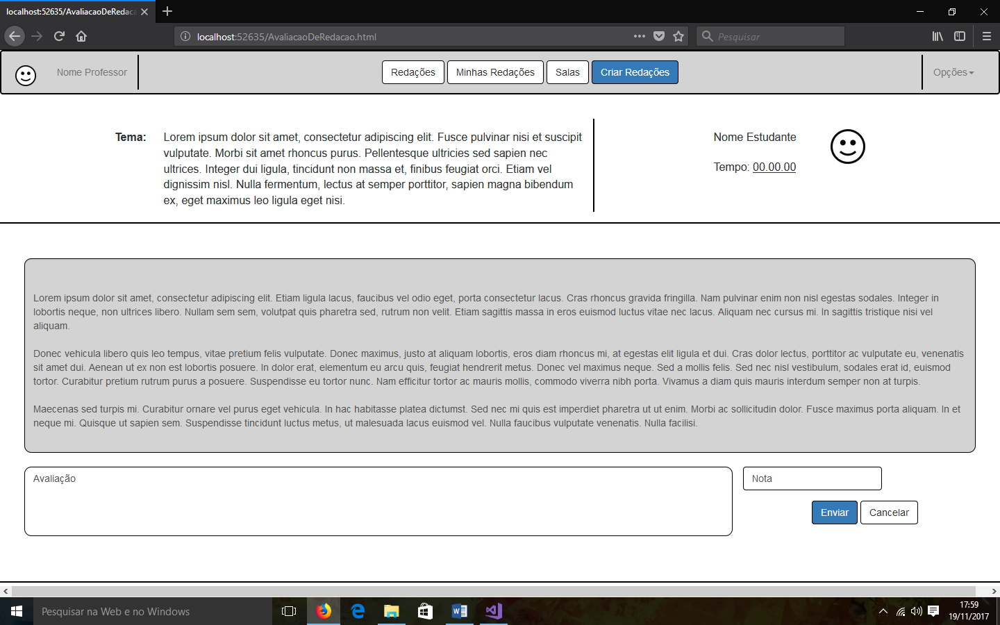 localhost:52635/AvaliacaoDeRedaca
localhost:52635/AvaliacaoDeRedacao.html
Pesquisar
Nome Professor
Redações
Minhas Redações
Salas
Criar Redações
Opções
Tema:
Lorem ipsum dolor sit amet, consectetur adipiscing elit. Fusce pulvinar nisi et suscipit
vulputate. Morbi sit amet rhoncus purus. Pellentesque ultricies sed sapien nec
ultrices. Integer dui ligula, tincidunt non massa et, finibus feugiat orci. Etiam vel
dignissim nisl. Nulla fermentum, lectus at semper porttitor, sapien magna bibendum
ex, eget maximus leo ligula eget nisi.
Nome Estudante
Tempo: 00.00.00
Lorem ipsum dolor sit amet, consectetur adipiscing elit. Etiam ligula lacus, faucibus vel odio eget, porta consectetur lacus. Cras rhoncus gravida fringilla. Nam pulvinar enim non nisl egestas sodales. Integer in
lobortis neque, non ultrices libero. Nullam sem sem, volutpat quis pharetra sed, rutrum non velit. Etiam sagittis massa in eros euismod luctus vitae nec lacus. Aliquam nec cursus mi. In sagittis tristique nisi vel
aliquam.
Donec vehicula libero quis leo tempus, vitae pretium felis vulputate. Donec maximus, justo at aliquam lobortis, eros diam rhoncus mi, at egestas elit ligula et dui. Cras dolor lectus, porttitor ac vulputate eu, venenatis
sit amet dui. Aenean ut ex non est lobortis posuere. In dolor erat, elementum eu arcu quis, feugiat hendrerit metus. Donec vel maximus neque. Sed a mollis felis. Sed nec nisl vestibulum, sodales erat id, euismod
tortor. Curabitur pretium rutrum purus a posuere. Suspendisse eu tortor nunc. Nam efficitur tortor ac mauris mollis, commodo viverra nibh porta. Vivamus a diam quis mauris interdum semper non at turpis.
Maecenas sed turpis mi. Curabitur ornare vel purus eget vehicula. In hac habitasse platea dictumst. Sed nec mi quis est imperdiet pharetra ut ut enim. Morbi ac sollicitudin dolor. Fusce maximus porta aliquam. In et
neque mi. Quisque ut sapien sem. Suspendisse tincidunt luctus metus, ut malesuada lacus euismod vel. Nulla faucibus vulputate venenatis. Nulla facilisi.
Avaliação
Nota
Enviar
Cancelar
Pesquisar na Web e no Windows
17:59
19/11/2017